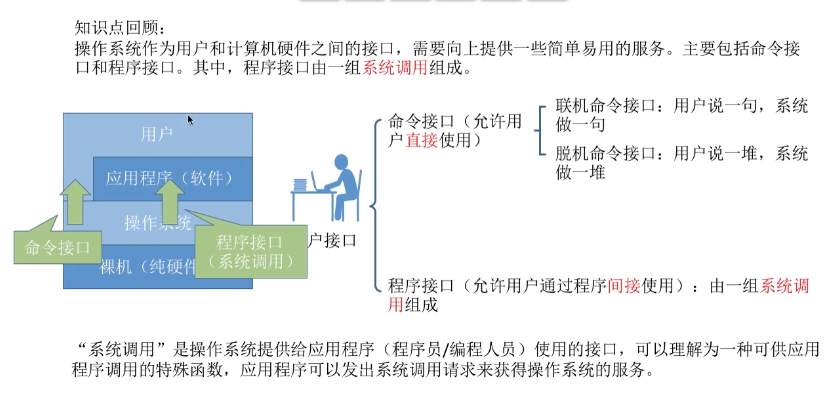 知识点回顾：
操作系统作为用户和计算机硬件之间的接口，需要向上提供一些简单易用的服务。主要包括命令接
口和程序接口。其中，程序接口由一组系统调用组成。
用户
应用程序（软件）
操作系统
裸机（纯硬件
命令接口
程序接口
（系统调用）
户接口
命令接口（允许用
户直接使用）
联机命令接口：用户说一句，系统
做一句
脱机命令接口：用户说一堆，系统
做一堆
程序接口（允许用户通过程序间接使用）：由一组系统调
用组成
“系统调用”是操作系统提供给应用程序（程序员/编程人员）使用的接口，可以理解为一种可供应用
程序调用的特殊函数，应用程序可以发出系统调用请求来获得操作系统的服务。